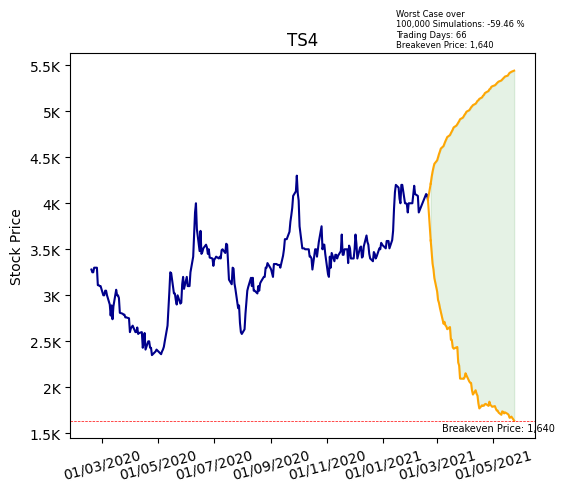 Worst Case over
100,000 Simulations: -59.46 %
Trading Days: 66
Breakeven Price: 1,640
TS4
Stock Price
5.5K
5K
4.5K
4K
3.5K
3K
2.5K
2K
1.5K
Breakeven Price: 1,640
01/03/2020
01/05/2020
01/07/2020
01/09/2020
01/11/2020
01/01/2021
01/03/2021
01/05/2021